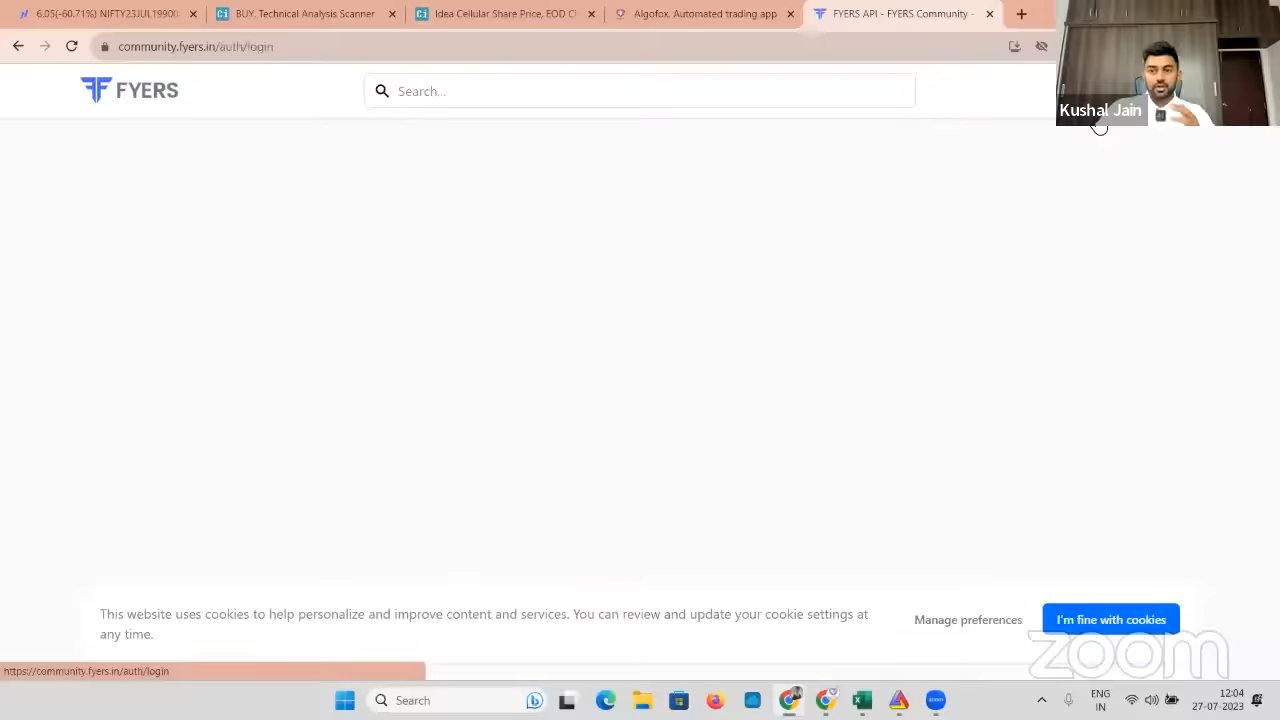 6.05(-60.71%) NIFTY23JUL1990
BUY, Technical Analysis Scanner
Idea Cellular Share Price, EOD C
Algofox, Automated trading app
FYERS API - FYERS Community -
community.fyers.in/auth/login
FYERS
Search...
Kushal Jain
This website uses cookies to help personalize and improve content and services. You can review and update your cookie settings at
any time.
Manage preferences
I'm fine with cookies
zoom
https://community.fyers.in/auth/login
Search
ENG
IN
12:04
27-07-2023